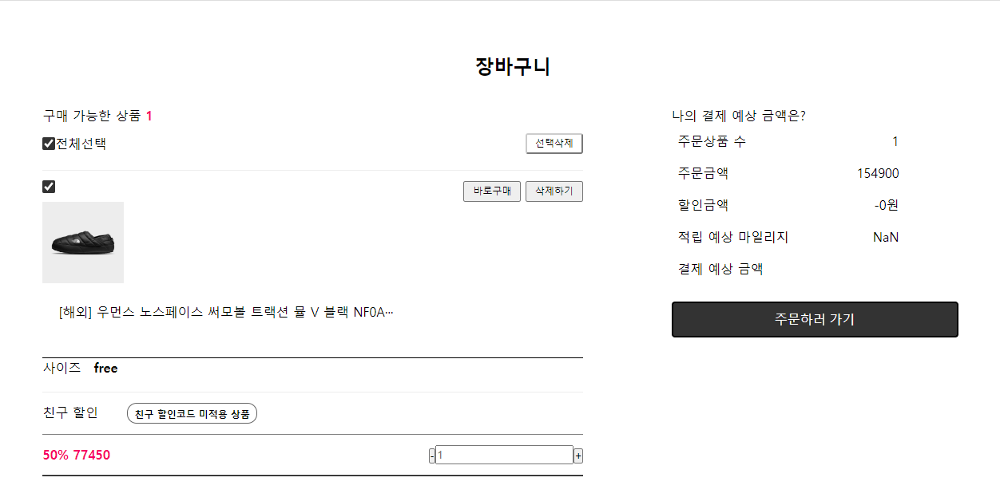 장바구니
구매 가능한 상품 1
전체선택
선택삭제
바로구매
삭제하기
[해외] 우먼스 노스페이스 써모볼 트랙션 뮬 V 블랙 NF0A···
사이즈 free
친구 할인
친구 할인코드 미적용 상품
50% 77450
- 1 +
나의 결제 예상 금액은?
주문상품 수 1
주문금액 154900
할인금액 -0원
적립 예상 마일리지 NaN
결제 예상 금액
주문하러 가기